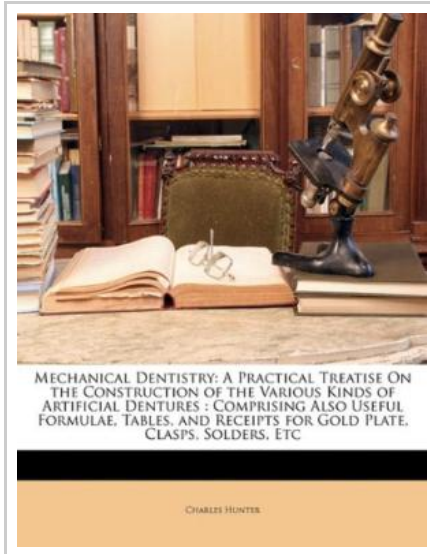 Mechanical Dentistry: A Practical Treatise On
the Construction of the Various Kinds of
Artificial Dentures : Comprising Also Useful
Formulae, Tables, and Receipts for Gold Plate,
Clasps, Solders, Etc
Charles Hunter